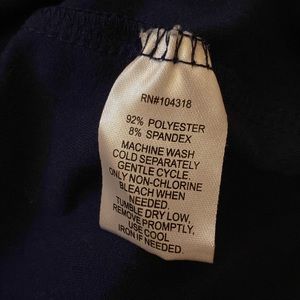 RN#104318
92% POLYESTER
8% SPANDEX
MACHINE WASH
COLD SEPARATELY
GENTLE CYCLE.
ONLY NON-CHLORINE
BLEACH WHEN
NEEDED.
TUMBLE DRY LOW,
REMOVE PROMPTLY,
USE COOL
IRON IF NEEDED.